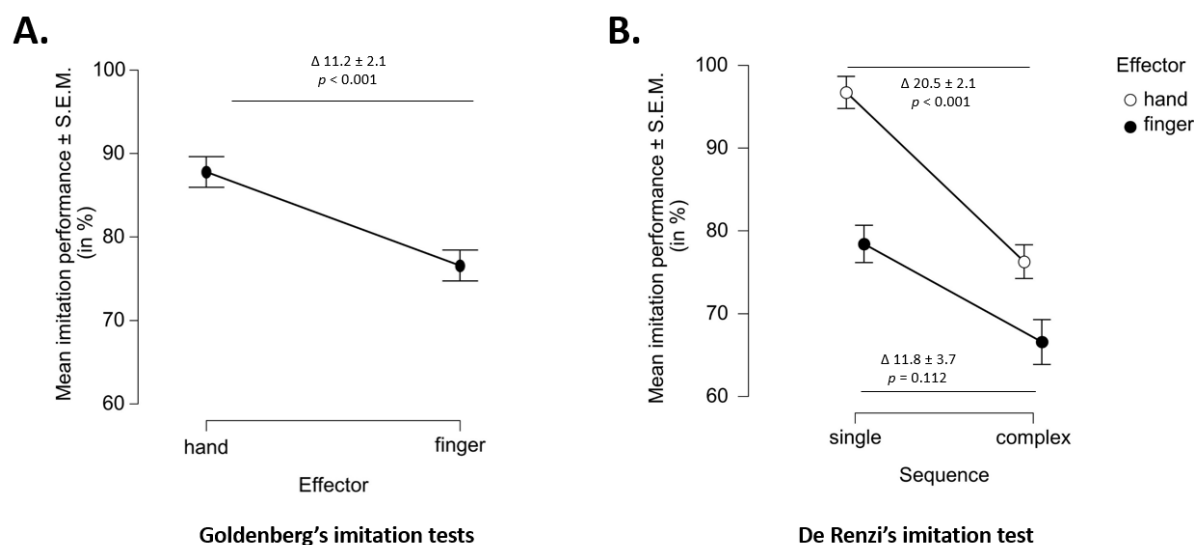 A.
Δ 11.2 ± 2.1
p < 0.001
Mean imitation performance ± S.E.M.
(in %)
100
90
80
70
60
hand
finger
Effector
Goldenberg's imitation tests
B.
Δ 20.5 ± 2.1
p < 0.001
Mean imitation performance ± S.E.M.
(in %)
100
90
80
70
60
Δ 11.8 ± 3.7
p = 0.112
single
complex
Sequence
Effector
hand
finger
De Renzi's imitation test